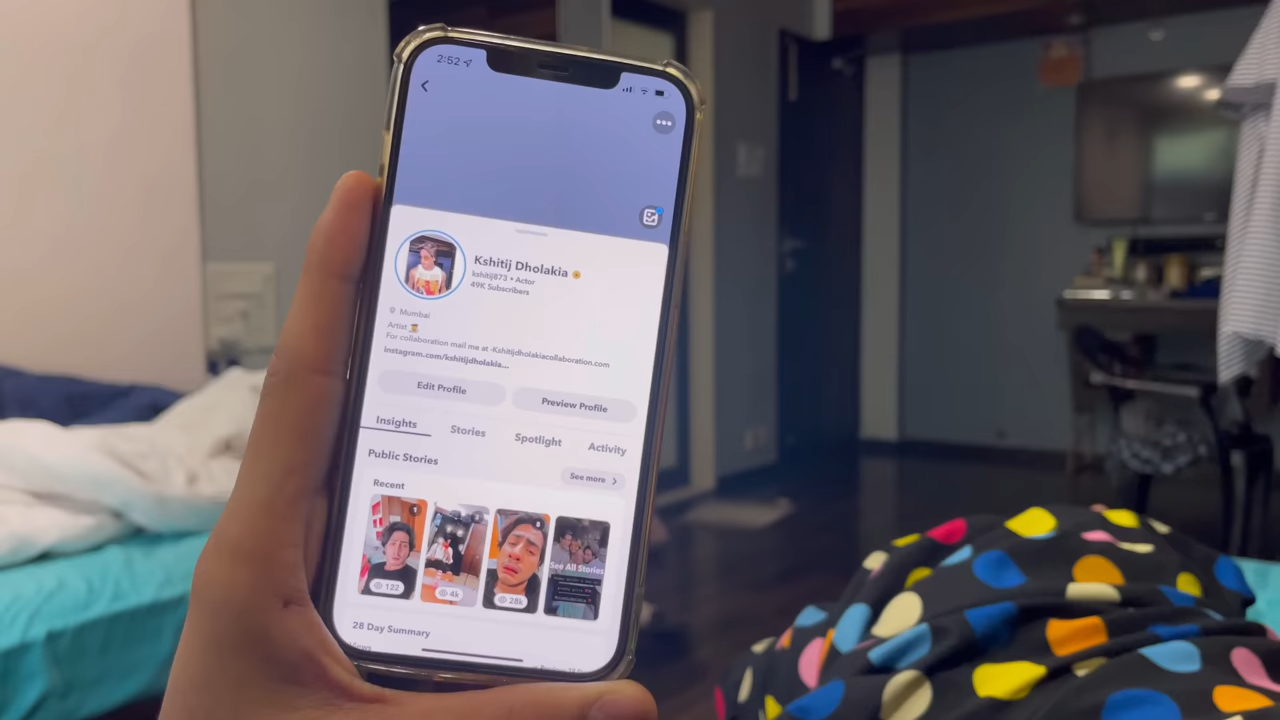 2:52
Kshitij Dholakia
kshitij873 • Actor
49K Subscribers
Mumbai
Artist
For collaboration mail me at -Kshitijdholakiacollaboration.com
instagram.com/kshitijdholakia...
Edit Profile
Preview Profile
Insights
Stories
Spotlight
Activity
Public Stories
See more
Recent
See All Stories
122
4k
28k
28 Day Summary